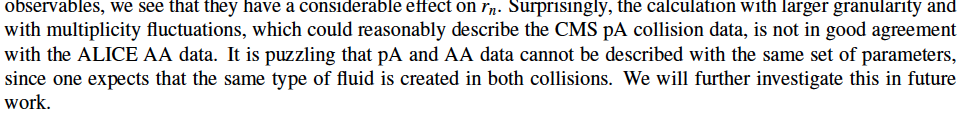 observables, we see that they have a considerable effect on rₙ. Surprisingly, the calculation with larger granularity and
with multiplicity fluctuations, which could reasonably describe the CMS pA collision data, is not in good agreement
with the ALICE AA data. It is puzzling that pA and AA data cannot be described with the same set of parameters,
since one expects that the same type of fluid is created in both collisions. We will further investigate this in future
work.